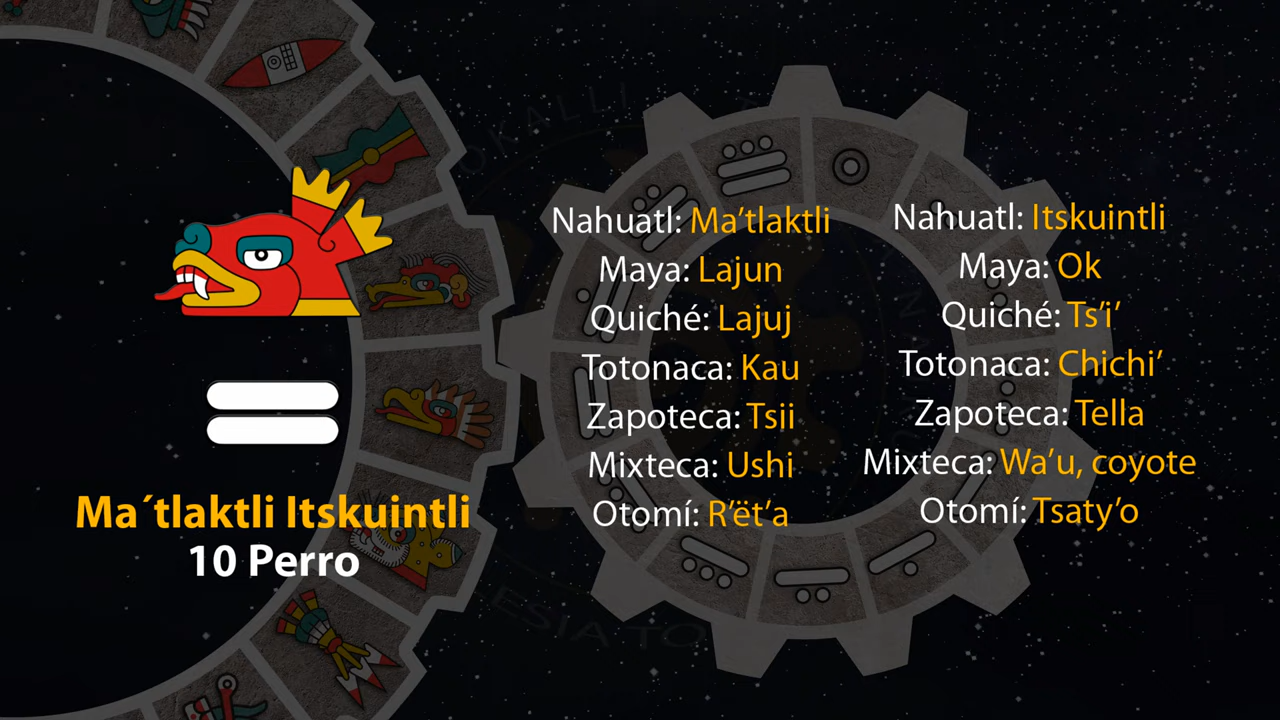 Ma´tlaktli Itskuintli
10 Perro
Nahuatl: Ma’tlaktli
Maya: Lajun
Quiché: Lajuj
Totonaca: Kau
Zapoteca: Tsii
Mixteca: Ushi
Otomí: R’ët’a
Nahuatl: Itskuintli
Maya: Ok
Quiché: Ts’i’
Totonaca: Chichi’
Zapoteca: Tella
Mixteca: Wa’u, coyote
Otomí: Tsaty’o